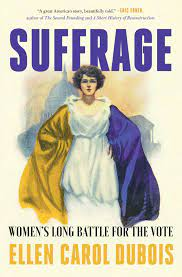 "A great American story, beautifully told." —ERIC FONER,
author of The Second Founding and A Short History of Reconstruction
SUFFRAGE
WOMEN'S LONG BATTLE FOR THE VOTE
ELLEN CAROL DUBOIS